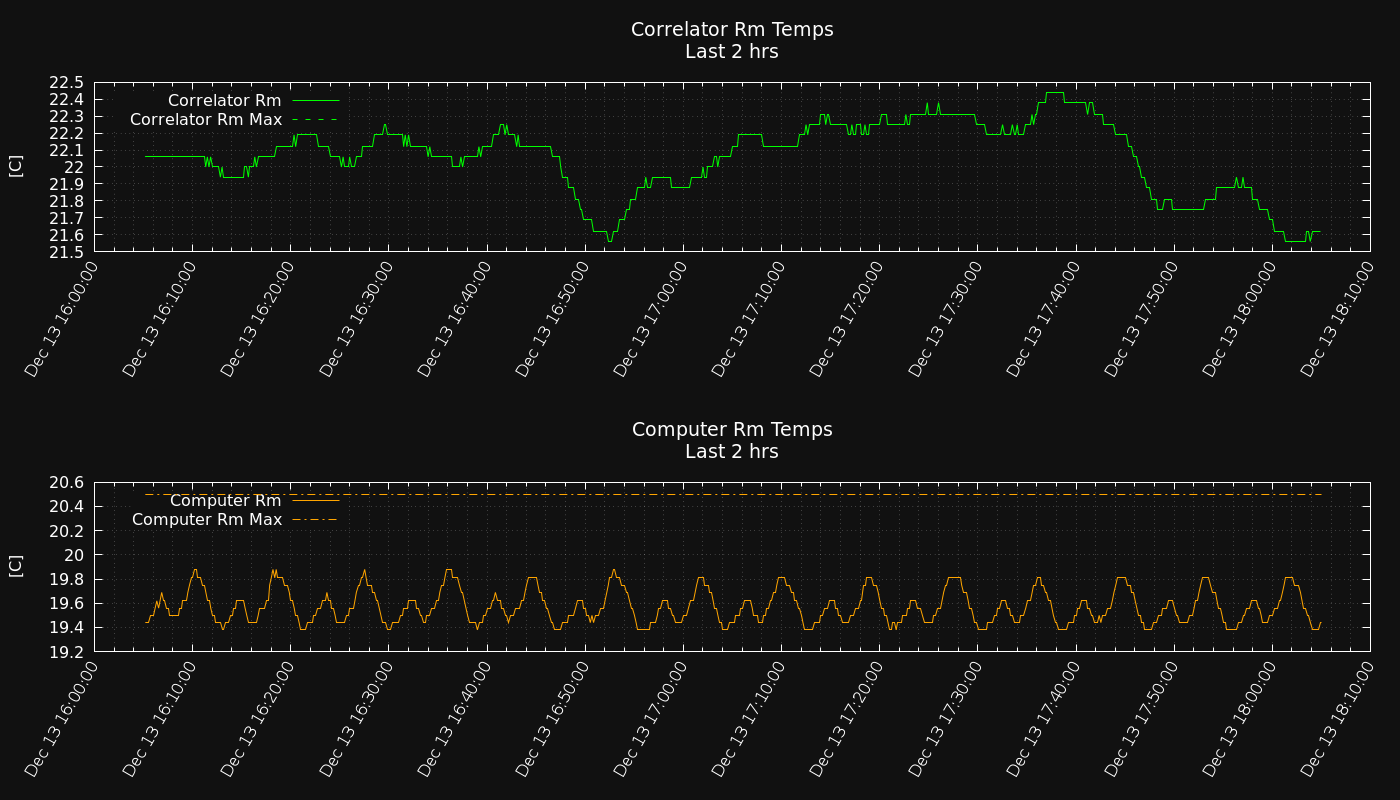 Correlator Rm Temps
Last 2 hrs
22.5
22.4
22.3
22.2
22.1
22
21.9
21.8
21.7
21.6
21.5
[C]
Correlator Rm
Correlator Rm Max
Dec 13 16:00:00
Dec 13 16:10:00
Dec 13 16:20:00
Dec 13 16:30:00
Dec 13 16:40:00
Dec 13 16:50:00
Dec 13 17:00:00
Dec 13 17:10:00
Dec 13 17:20:00
Dec 13 17:30:00
Dec 13 17:40:00
Dec 13 17:50:00
Dec 13 18:00:00
Dec 13 18:10:00
Computer Rm Temps
Last 2 hrs
20.6
20.4
20.2
20
19.8
19.6
19.4
19.2
[C]
Computer Rm
Computer Rm Max
Dec 13 16:00:00
Dec 13 16:10:00
Dec 13 16:20:00
Dec 13 16:30:00
Dec 13 16:40:00
Dec 13 16:50:00
Dec 13 17:00:00
Dec 13 17:10:00
Dec 13 17:20:00
Dec 13 17:30:00
Dec 13 17:40:00
Dec 13 17:50:00
Dec 13 18:00:00
Dec 13 18:10:00